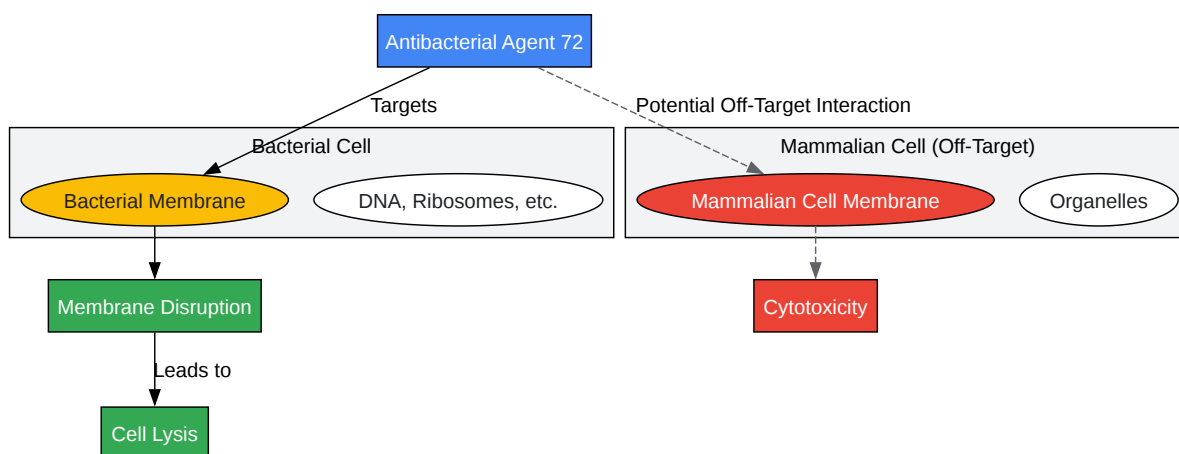 Antibacterial Agent 72
Targets
Potential Off-Target Interaction
Bacterial Cell
Mammalian Cell (Off-Target)
Bacterial Membrane
DNA, Ribosomes, etc.
Mammalian Cell Membrane
Organelles
Membrane Disruption
Cytotoxicity
Leads to
Cell Lysis